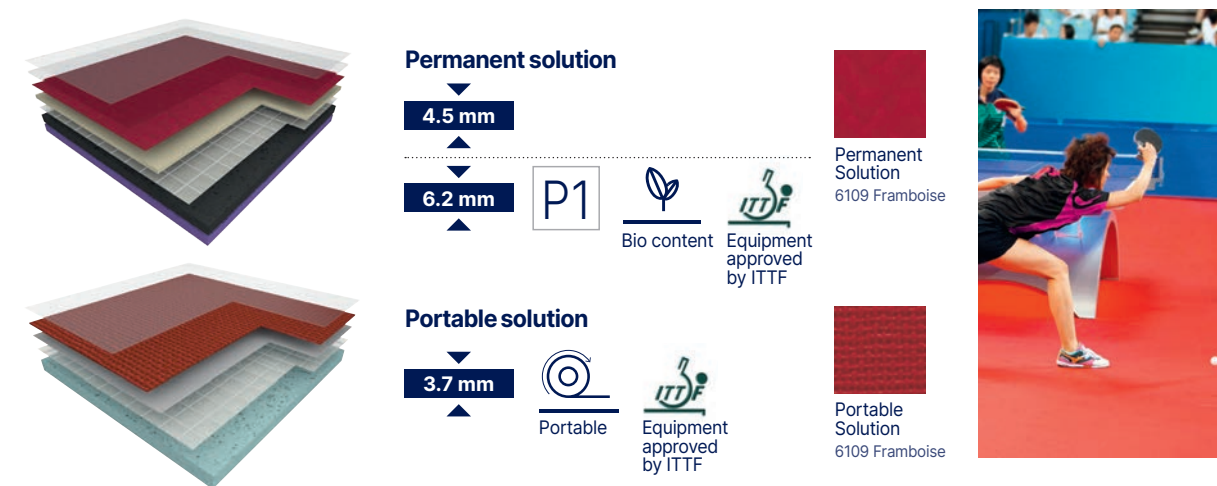 Permanent solution
4.5 mm
6.2 mm
P1
Bio content
ITTF
Equipment
approved
by ITTF
Permanent
Solution
6109 Framboise
Portable solution
3.7 mm
Portable
ITTF
Equipment
approved
by ITTF
Portable
Solution
6109 Framboise